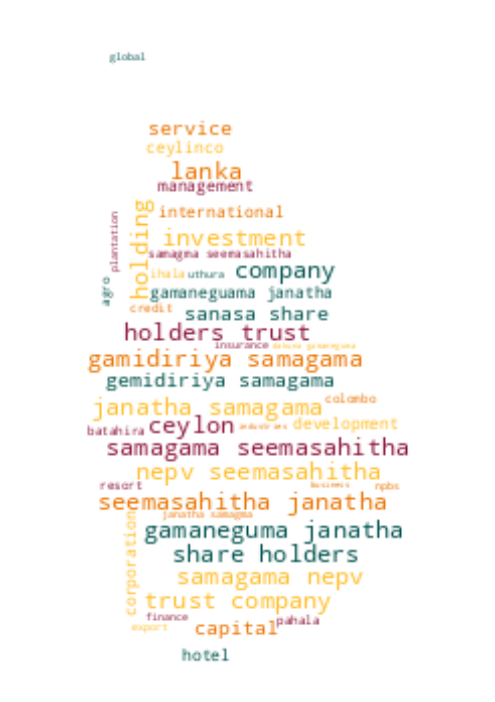 global
service
ceylinco
lanka
management
holding
international
plantation
investment
samagma seemasahitha
ihala
uthura
company
agro
gamaneguama janatha
credit
sanasa share
holders trust
insurance
dakuna gamaneguma
gamidiriya samagama
gemidiriya samagama
janatha samagama
colombo
batahira
ceylon
industries
development
samagama seemasahitha
nepv seemasahitha
resort
business
npbs
seemasahitha janatha
janatha samagma
corporation
gamaneguma janatha
share holders
samagama nepv
trust company
finance
export
capital
pahala
hotel